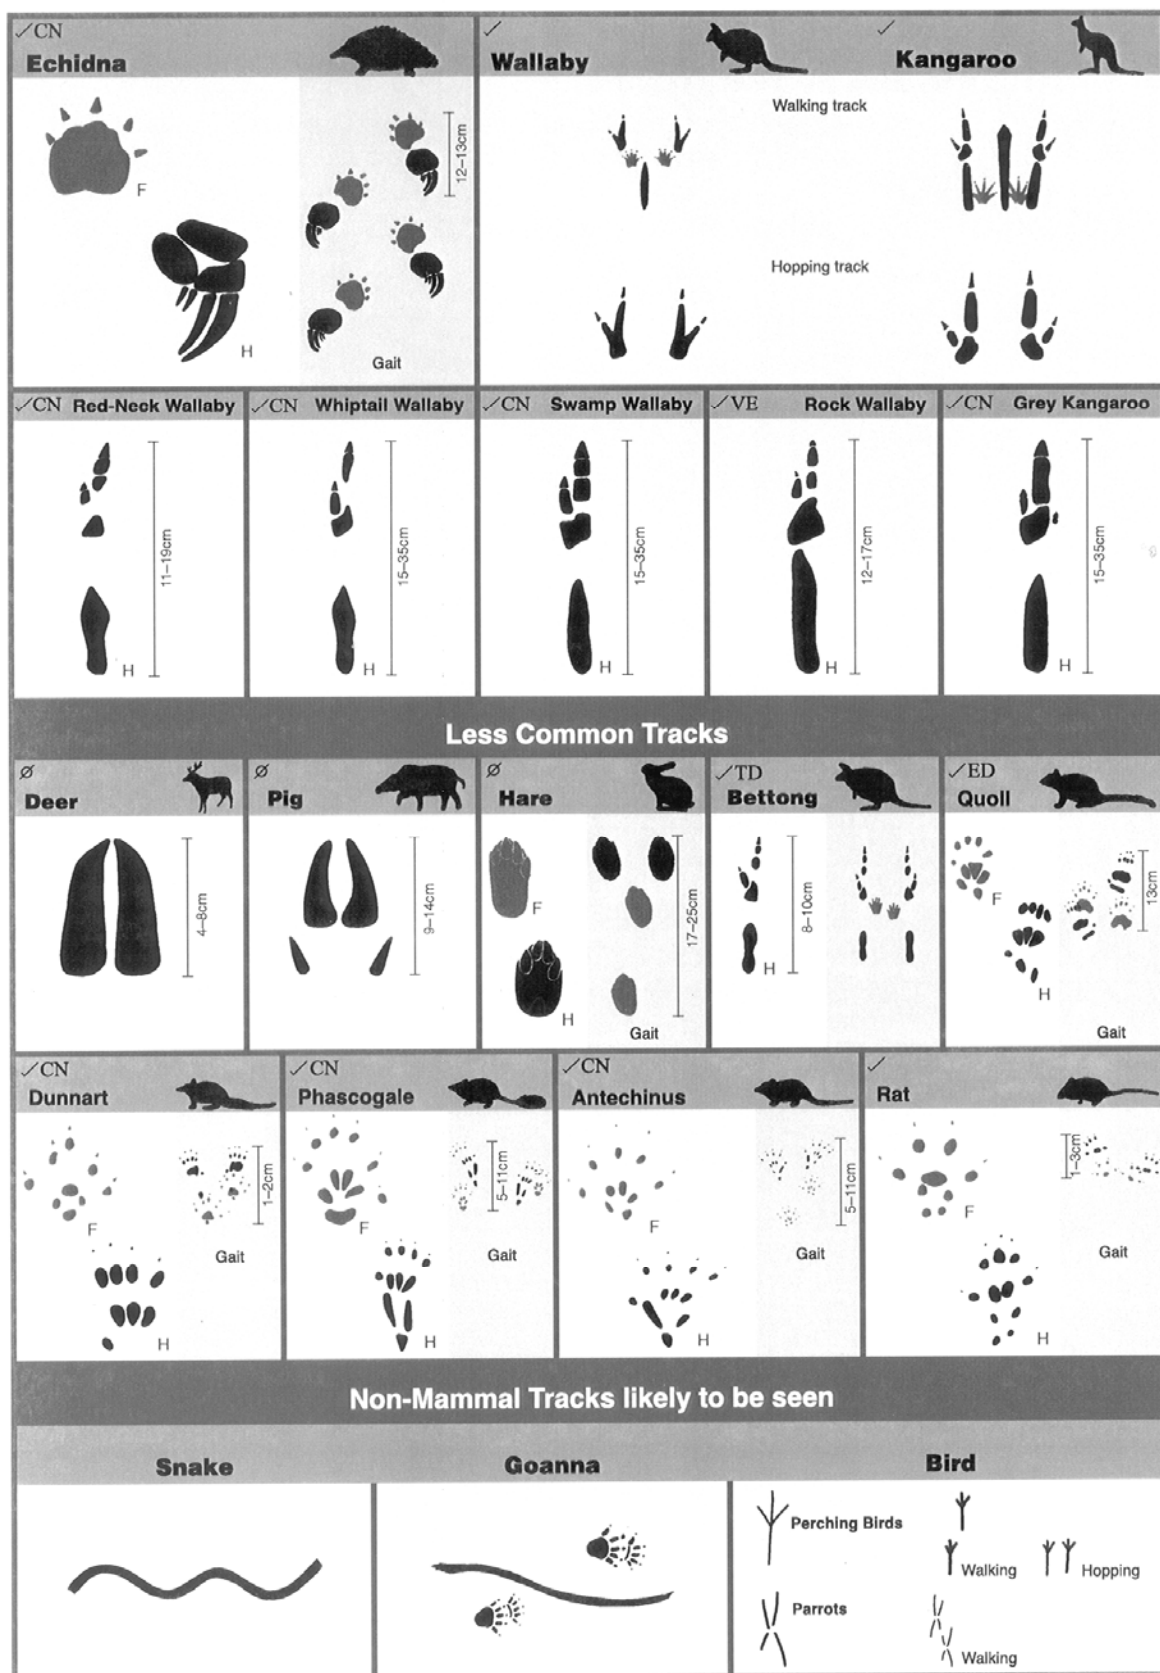 ✓CN
Echidna
F
H
12–13cm
Gait
✓
Wallaby
✓
Kangaroo
Walking track
Hopping track
✓CN Red-Neck Wallaby
11–19cm
H
✓CN Whiptail Wallaby
15–35cm
H
✓CN Swamp Wallaby
15–35cm
H
✓VE Rock Wallaby
12–17cm
H
✓CN Grey Kangaroo
15–35cm
H
Less Common Tracks
Ø
Deer
4–8cm
Ø
Pig
9–14cm
Ø
Hare
F
H
17–25cm
Gait
✓TD
Bettong
8–10cm
H
✓ED
Quoll
F
H
13cm
Gait
✓CN
Dunnart
F
H
1–2cm
Gait
✓CN
Phascogale
F
H
5–11cm
Gait
✓CN
Antechinus
F
H
5–11cm
Gait
✓
Rat
F
H
1–3cm
Gait
Non-Mammal Tracks likely to be seen
Snake
Goanna
Bird
Perching Birds
Walking
Hopping
Parrots
Walking